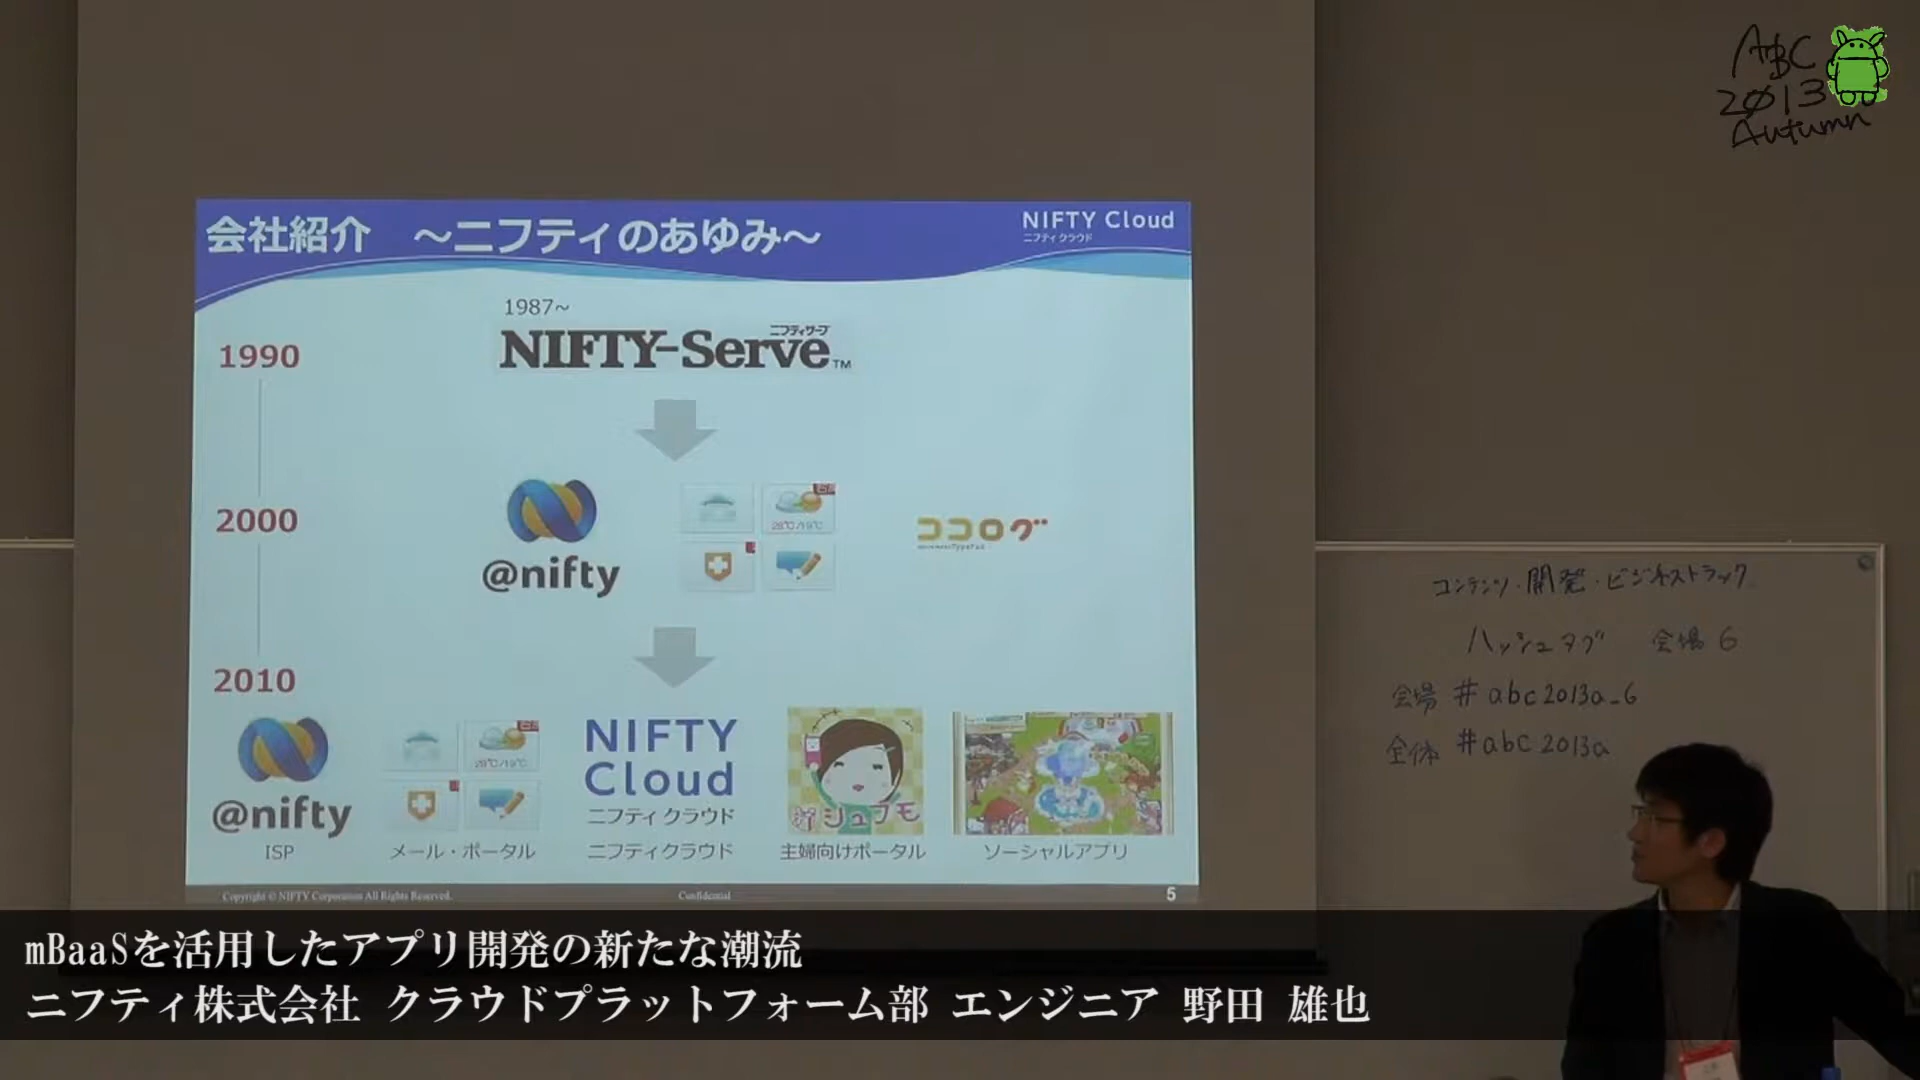 ABC
2013
Autumn
会社紹介 ～ニフティのあゆみ～
NIFTY Cloud
ニフティクラウド
1987～
ニフティサーブ
NIFTY-Serve™
1990
2000
@nifty
28℃/19℃
ココログ
2010
@nifty
ISP
28℃/19℃
メール・ポータル
NIFTY
Cloud
ニフティクラウド
ニフティクラウド
シュフモ
主婦向けポータル
ソーシャルアプリ
Copyright © NIFTY Corporation All Rights Reserved.
Confidential
5
コンテンツ・開発・ビジネストラック
ハッシュタグ 会場6
会場 #abc2013a_6
全体 #abc2013a
mBaaSを活用したアプリ開発の新たな潮流
ニフティ株式会社 クラウドプラットフォーム部 エンジニア 野田 雄也